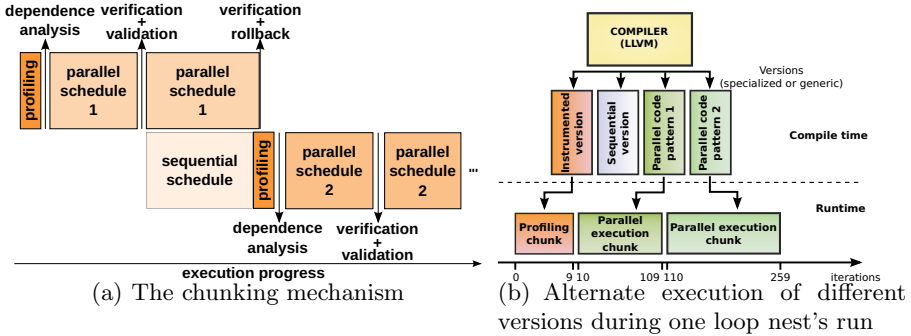 dependence
analysis
verification
+
validation
verification
+
rollback
profiling
parallel
schedule
1
parallel
schedule
1
sequential
schedule
profiling
parallel
schedule
2
parallel
schedule
2
...
dependence
analysis
verification
+
validation
execution progress
(a) The chunking mechanism
COMPILER
(LLVM)
Versions
(specialized or generic)
Instrumented
version
Sequential
version
Parallel code
pattern 1
Parallel code
pattern 2
Compile time
Runtime
Profiling
chunk
Parallel
execution
chunk
Parallel execution
chunk
0 9 10 109 110 259 iterations
(b) Alternate execution of different
versions during one loop nest's run